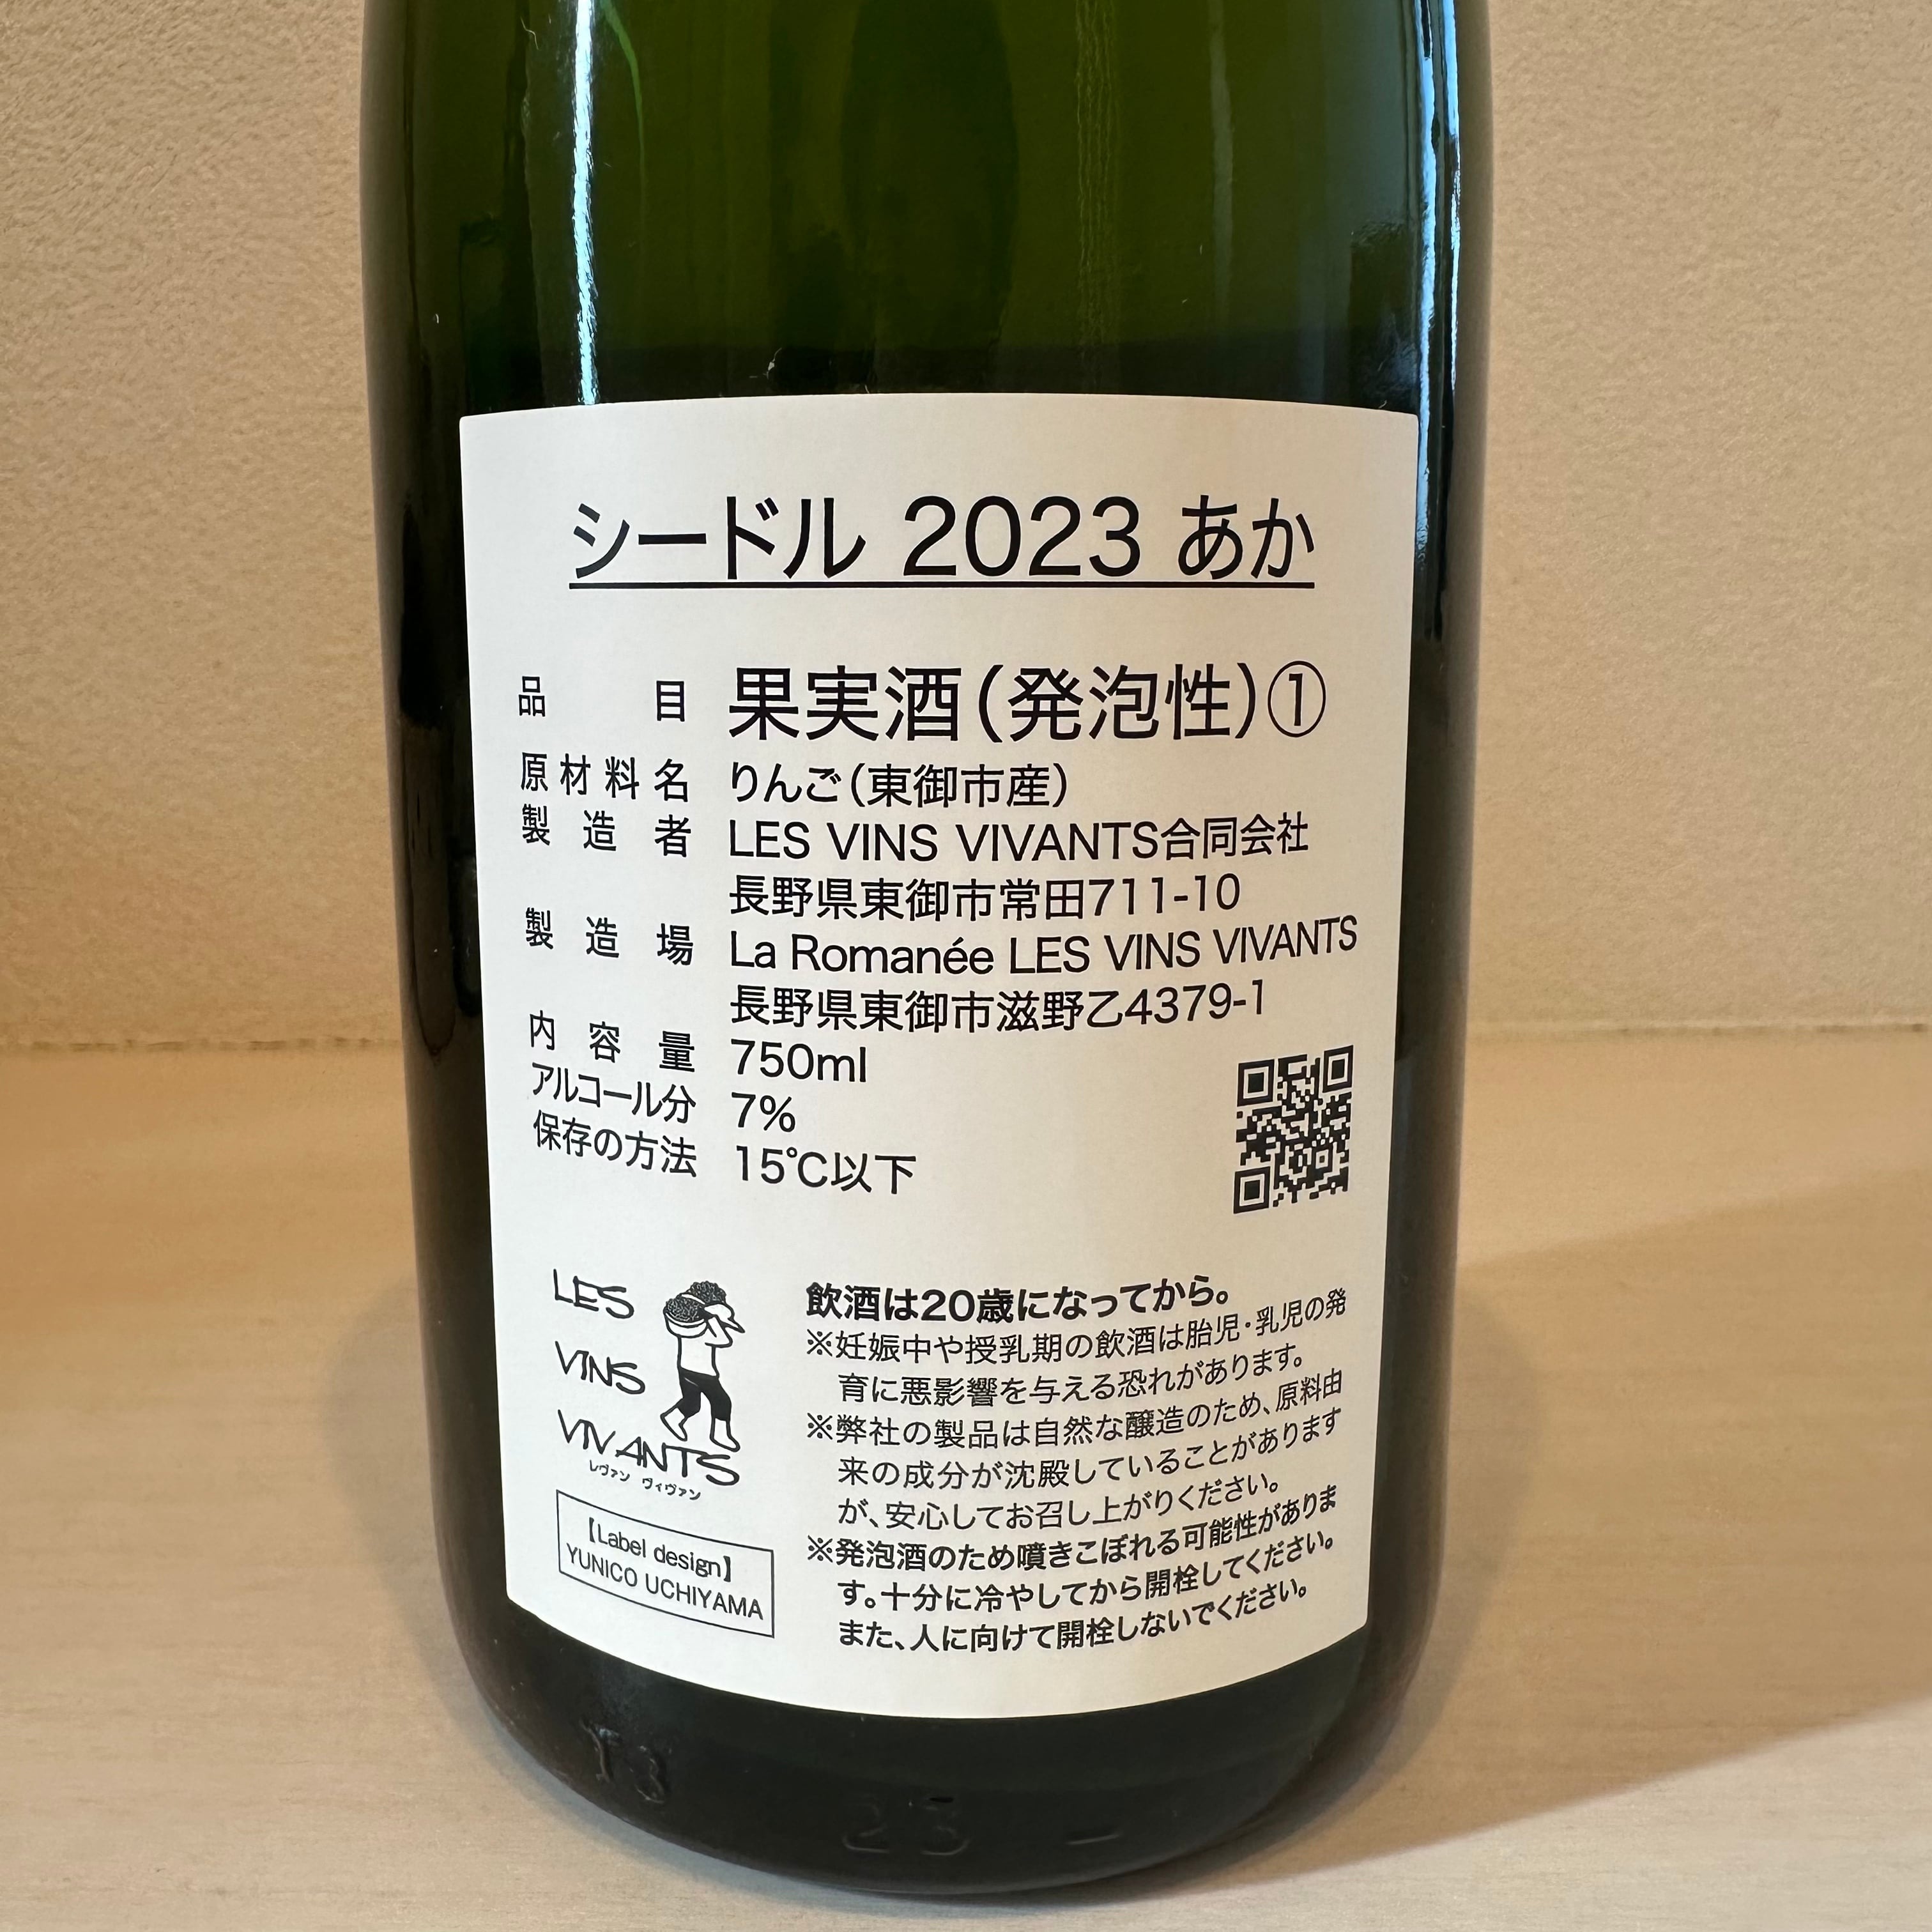 シードル 2023 あか
品目 果実酒（発泡性）①
原材料名 りんご（東御市産）
製造者 LES VINS VIVANTS合同会社
長野県東御市常田711-10
製造場 La Romanée LES VINS VIVANTS
長野県東御市滋野乙4379-1
内容量 750ml
アルコール分 7%
保存の方法 15℃以下
LES
VINS
VIVANTS
レヴァン ヴィヴァン
【Label design】
YUNICO UCHIYAMA
飲酒は20歳になってから。
※妊娠中や授乳期の飲酒は胎児・乳児の発
育に悪影響を与える恐れがあります。
※弊社の製品は自然な醸造のため、原料由
来の成分が沈殿していることがあります
が、安心してお召し上がりください。
※発泡酒のため噴きこぼれる可能性がありま
す。十分に冷やしてから開栓してください。
また、人に向けて開栓しないでください。
23 –